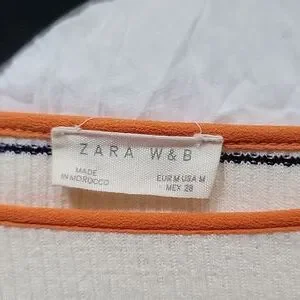 ZARA W&B
MADE
IN MOROCCO
EUR M USA M
MEX 28